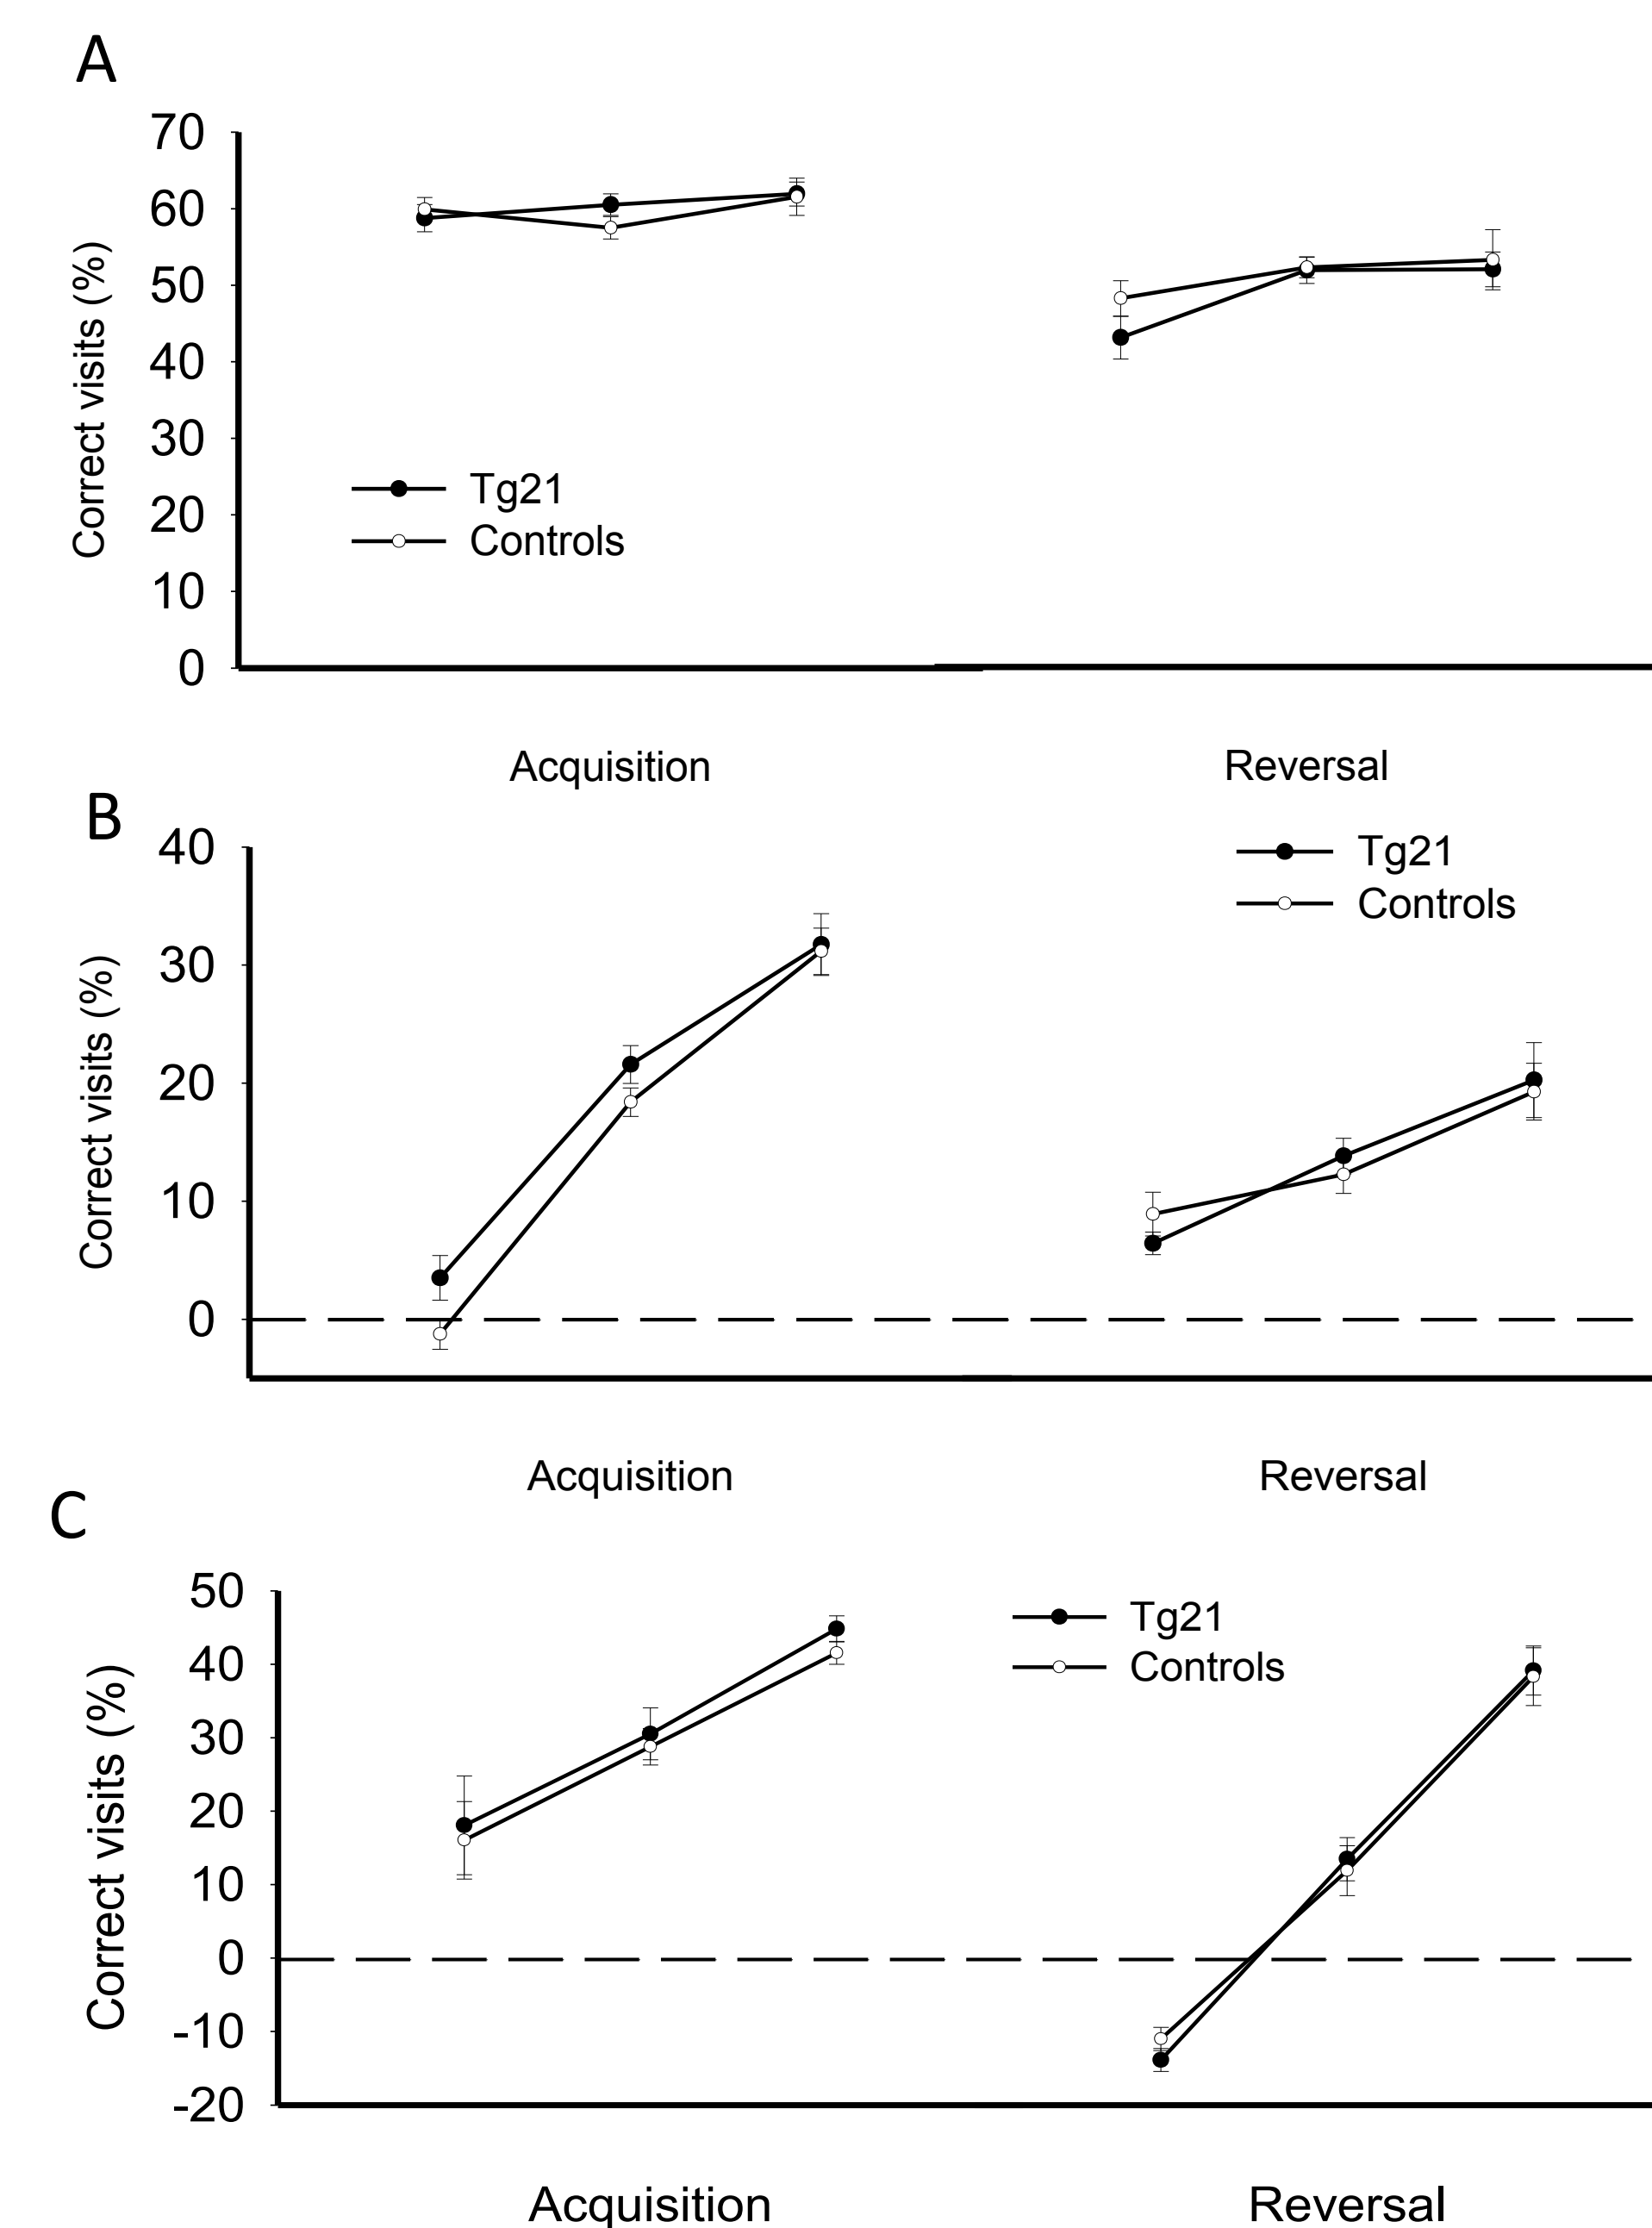 A
70
60
50
40
30
20
10
0
Correct visits (%)
Tg21
Controls
Acquisition
Reversal
B
40
30
20
10
0
Correct visits (%)
Tg21
Controls
Acquisition
Reversal
C
50
40
30
20
10
0
-10
-20
Correct visits (%)
Tg21
Controls
Acquisition
Reversal